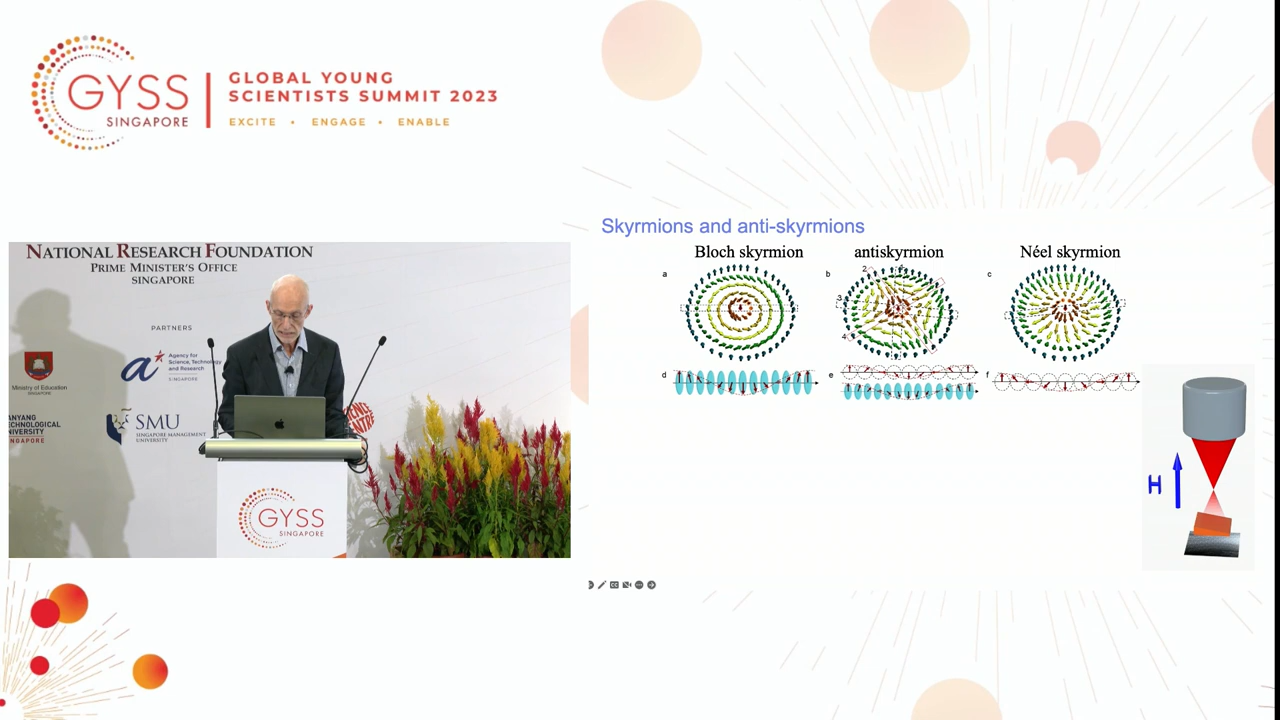 GYSS
SINGAPORE
GLOBAL YOUNG
SCIENTISTS SUMMIT 2023
EXCITE • ENGAGE • ENABLE
NATIONAL RESEARCH FOUNDATION
PRIME MINISTER'S OFFICE
SINGAPORE
PARTNERS
Ministry of Education
SINGAPORE
Agency for
Science, Technology
and Research
SINGAPORE
ANYANG
TECHNOLOGICAL
UNIVERSITY
SINGAPORE
SMU
SINGAPORE MANAGEMENT
UNIVERSITY
GYSS
SINGAPORE
Skyrmions and anti-skyrmions
Bloch skyrmion
antiskyrmion
Néel skyrmion
a
b
c
2
d
e
f
H